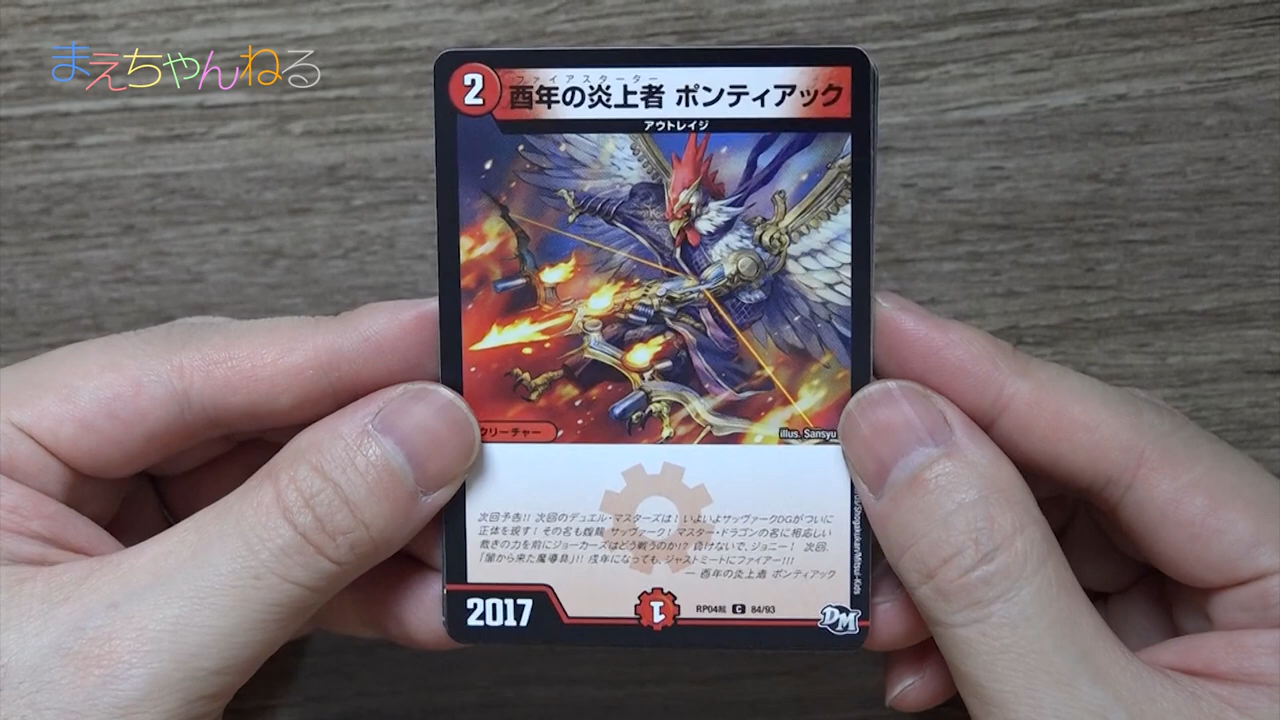 まえちゃんねる
2
ファイアスターター
酉年の炎上者 ポンティアック
アウトレイジ
クリーチャー
illus. Sansyu
次回予告!! 次回のデュエル・マスターズは! いよいよサッヴァークDGがついに
正体を現す! その名も煌龍 サッヴァーク! マスター・ドラゴンの名に相応しい
裁きの力を前にジョーカーズはどう戦うのか!? 負けないで、ジョニー! 次回、
「闇から来た魔導具」!! 戌年になっても、ジャストミートにファイアー!!!
― 酉年の炎上者 ポンティアック
/Shogakukan/Mitsui-Kids
2017
1
RP04裁 C 84/93
DM